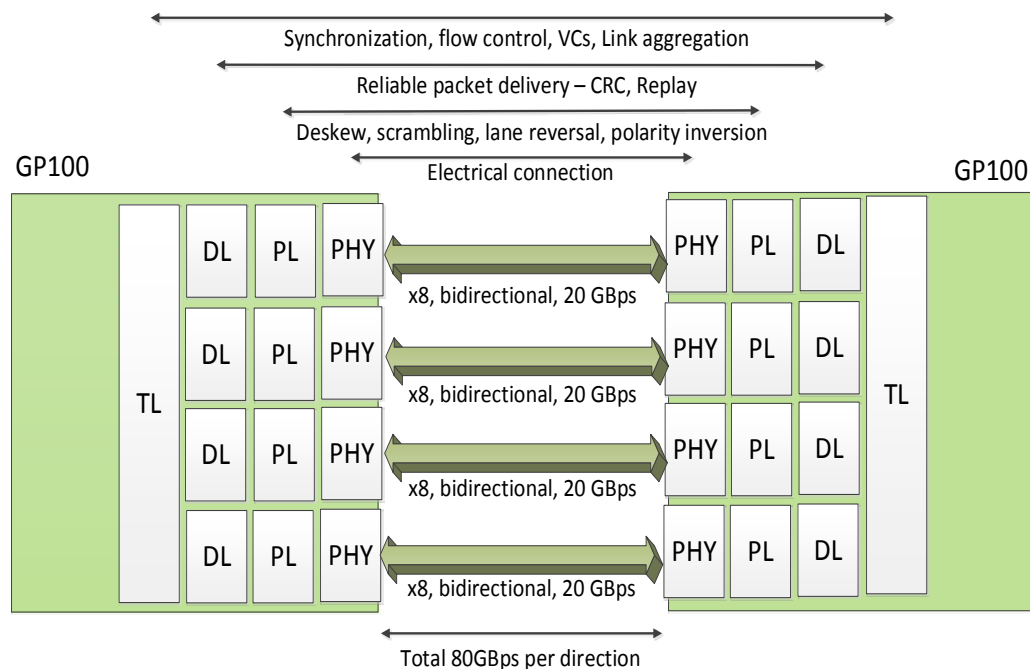 Synchronization, flow control, VCs, Link aggregation
Reliable packet delivery – CRC, Replay
Deskew, scrambling, lane reversal, polarity inversion
Electrical connection
GP100
GP100
TL
DL PL PHY
x8, bidirectional, 20 GBps
PHY PL DL
DL PL PHY
x8, bidirectional, 20 GBps
PHY PL DL
DL PL PHY
x8, bidirectional, 20 GBps
PHY PL DL
DL PL PHY
x8, bidirectional, 20 GBps
PHY PL DL
TL
Total 80GBps per direction